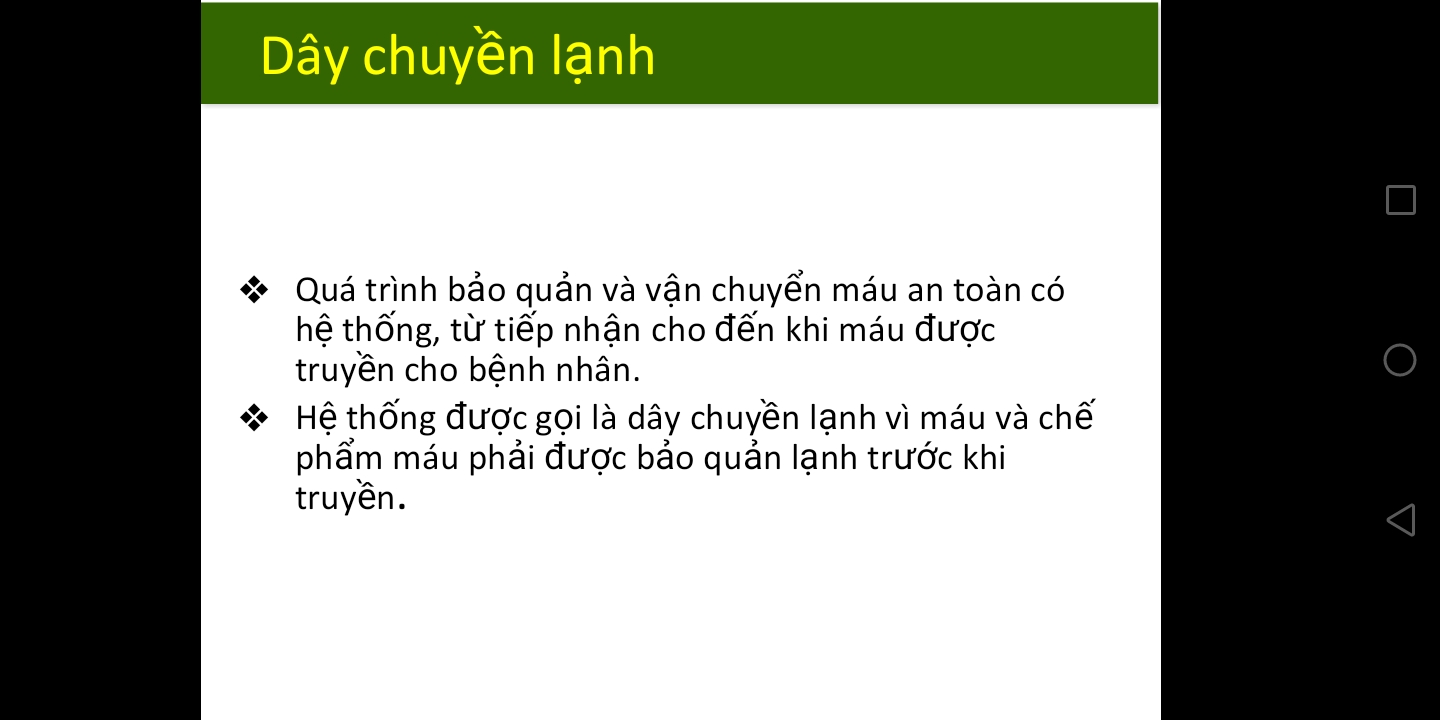 Dây chuyền lạnh
❖ Quá trình bảo quản và vận chuyển máu an toàn có
hệ thống, từ tiếp nhận cho đến khi máu được
truyền cho bệnh nhân.
❖ Hệ thống được gọi là dây chuyền lạnh vì máu và chế
phẩm máu phải được bảo quản lạnh trước khi
truyền.